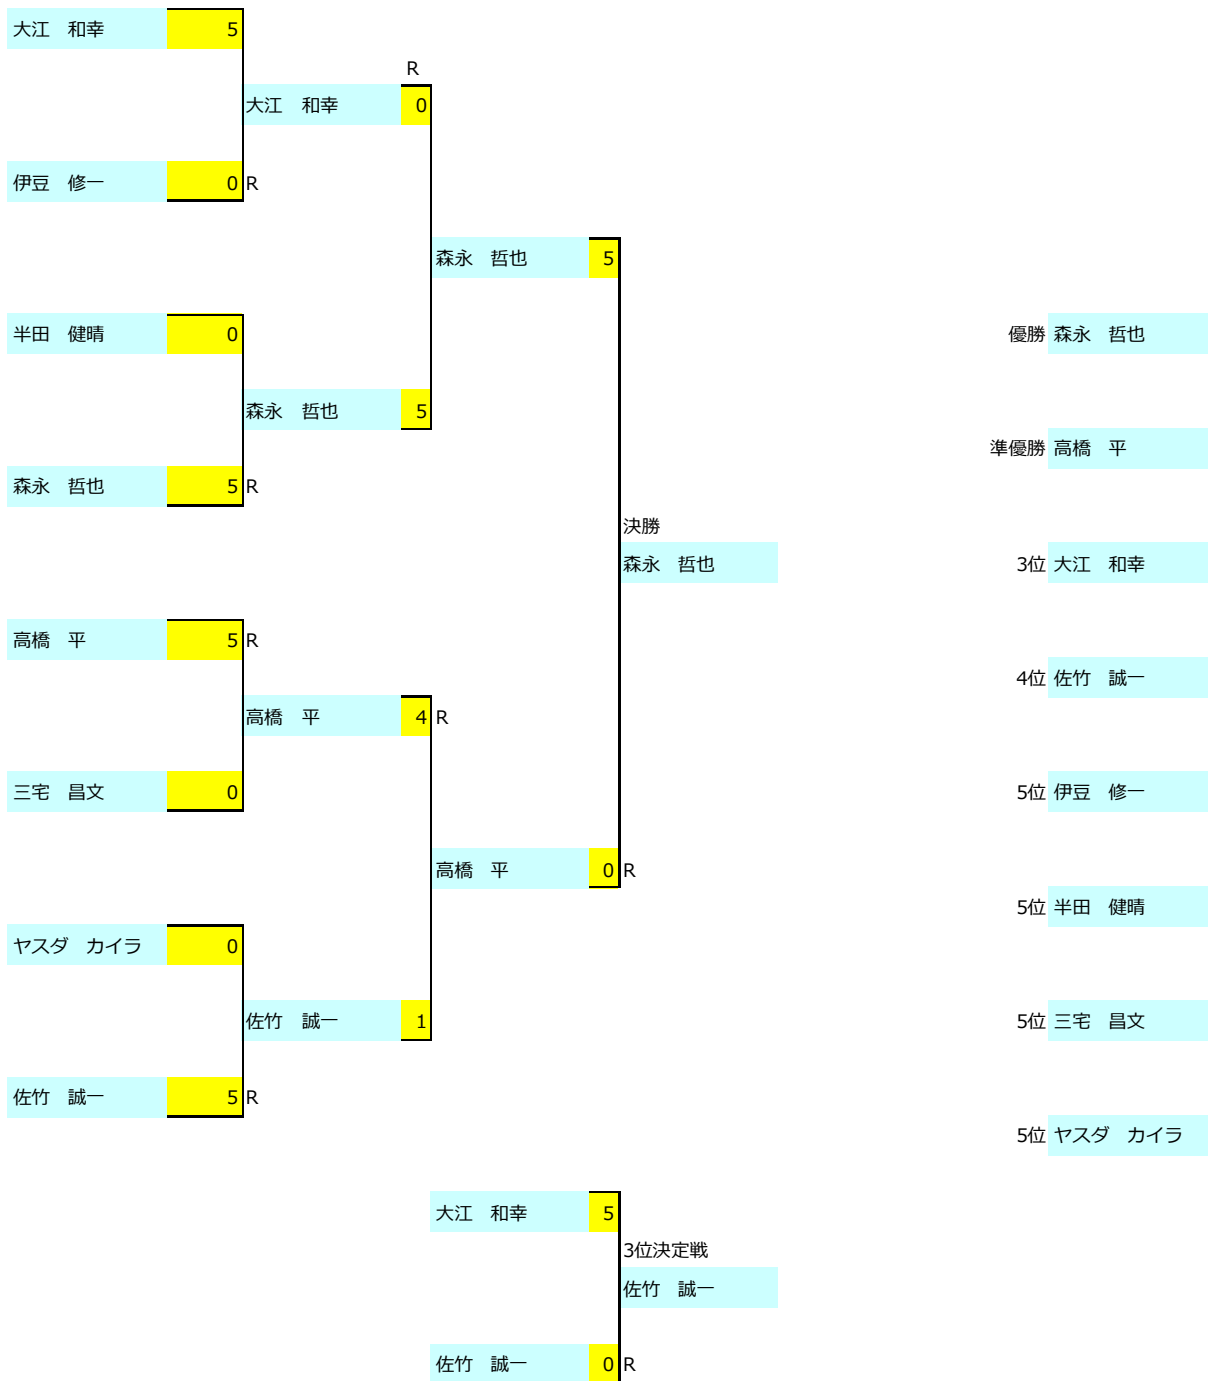 大江　和幸 5
R
大江　和幸 0
伊豆　修一 0 R
森永　哲也 5
半田　健晴 0
優勝 森永　哲也
森永　哲也 5
準優勝 高橋　平
森永　哲也 5 R
決勝
森永　哲也
3位 大江　和幸
高橋　平 5 R
4位 佐竹　誠一
高橋　平 4 R
三宅　昌文 0
5位 伊豆　修一
高橋　平 0 R
5位 半田　健晴
ヤスダ　カイラ 0
佐竹　誠一 1
5位 三宅　昌文
佐竹　誠一 5 R
5位 ヤスダ　カイラ
大江　和幸 5
3位決定戦
佐竹　誠一
佐竹　誠一 0 R